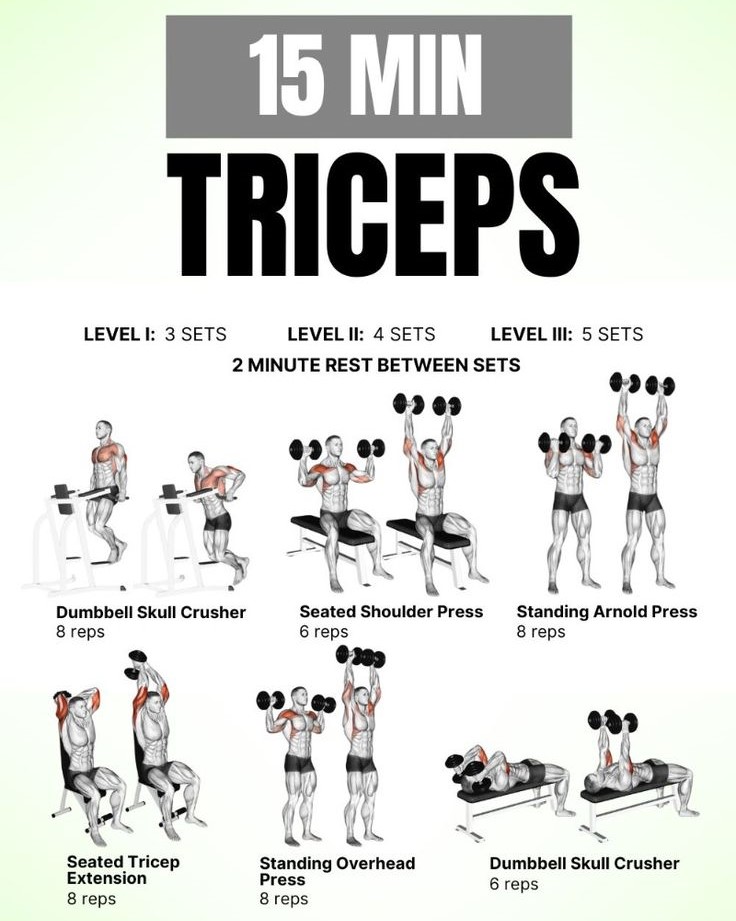 15 MIN
TRICEPS
LEVEL I: 3 SETS LEVEL II: 4 SETS LEVEL III: 5 SETS
2 MINUTE REST BETWEEN SETS
Dumbbell Skull Crusher
8 reps
Seated Shoulder Press
6 reps
Standing Arnold Press
8 reps
Seated Tricep
Extension
8 reps
Standing Overhead
Press
8 reps
Dumbbell Skull Crusher
6 reps